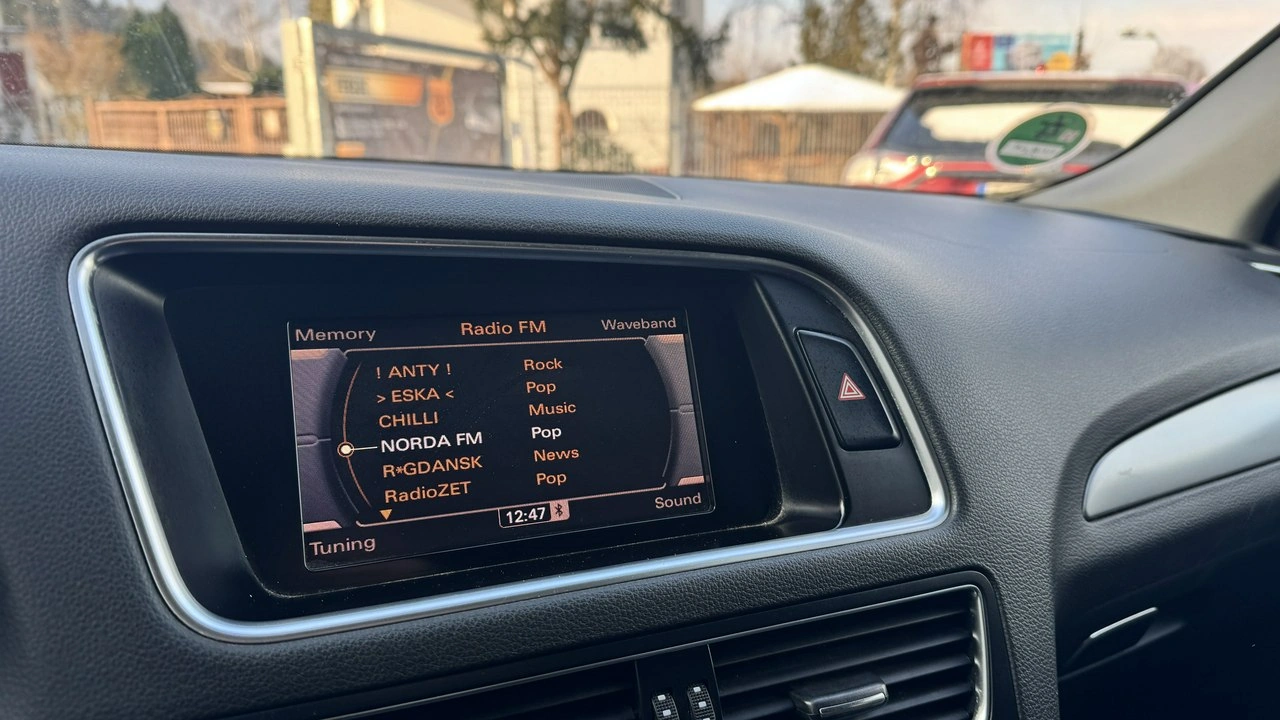 Memory Radio FM Waveband
! ANTY ! Rock
> ESKA < Pop
CHILLI Music
NORDA FM Pop
R*GDANSK News
RadioZET Pop
12:47
Tuning Sound